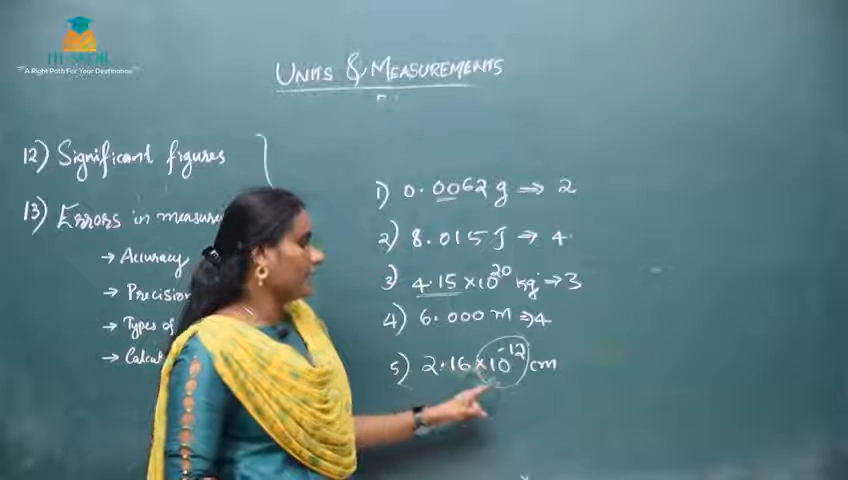 A Right Path For Your Destination
UNITS & MEASUREMENTS
12) Significant figures
13) Errors in
→ Accuracy
→ Precision
→ Types of
1) 0.0062 g ⇒ 2
2) 8.015 J → 4
3) 4.15 × 10²⁰ kg → 3
4) 6.000 m ⇒ 4
5) 2.16 × 10⁻¹² cm